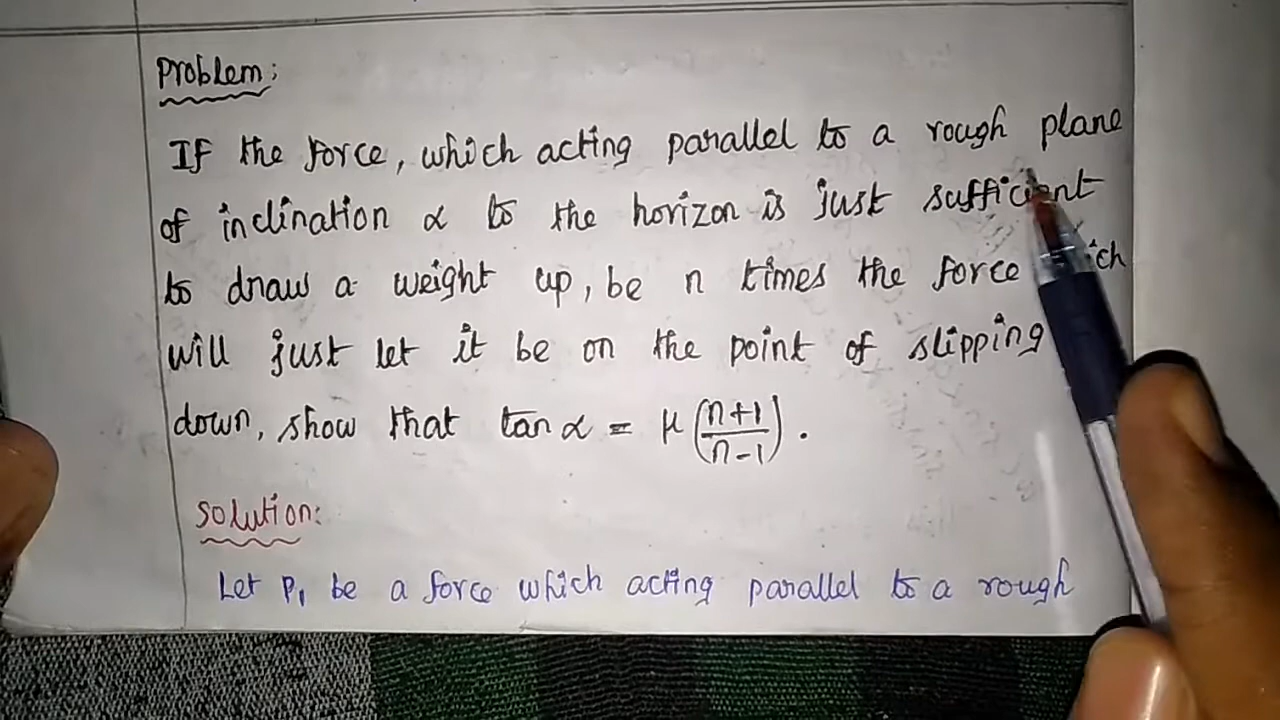 Problem:
If the force, which acting parallel to a rough plane
of inclination α to the horizon is just sufficient
to draw a weight up, be n times the force
will just let it be on the point of slipping
down, show that tan α = μ (n+1/n-1).
Solution:
Let P₁ be a force which acting parallel to a rough